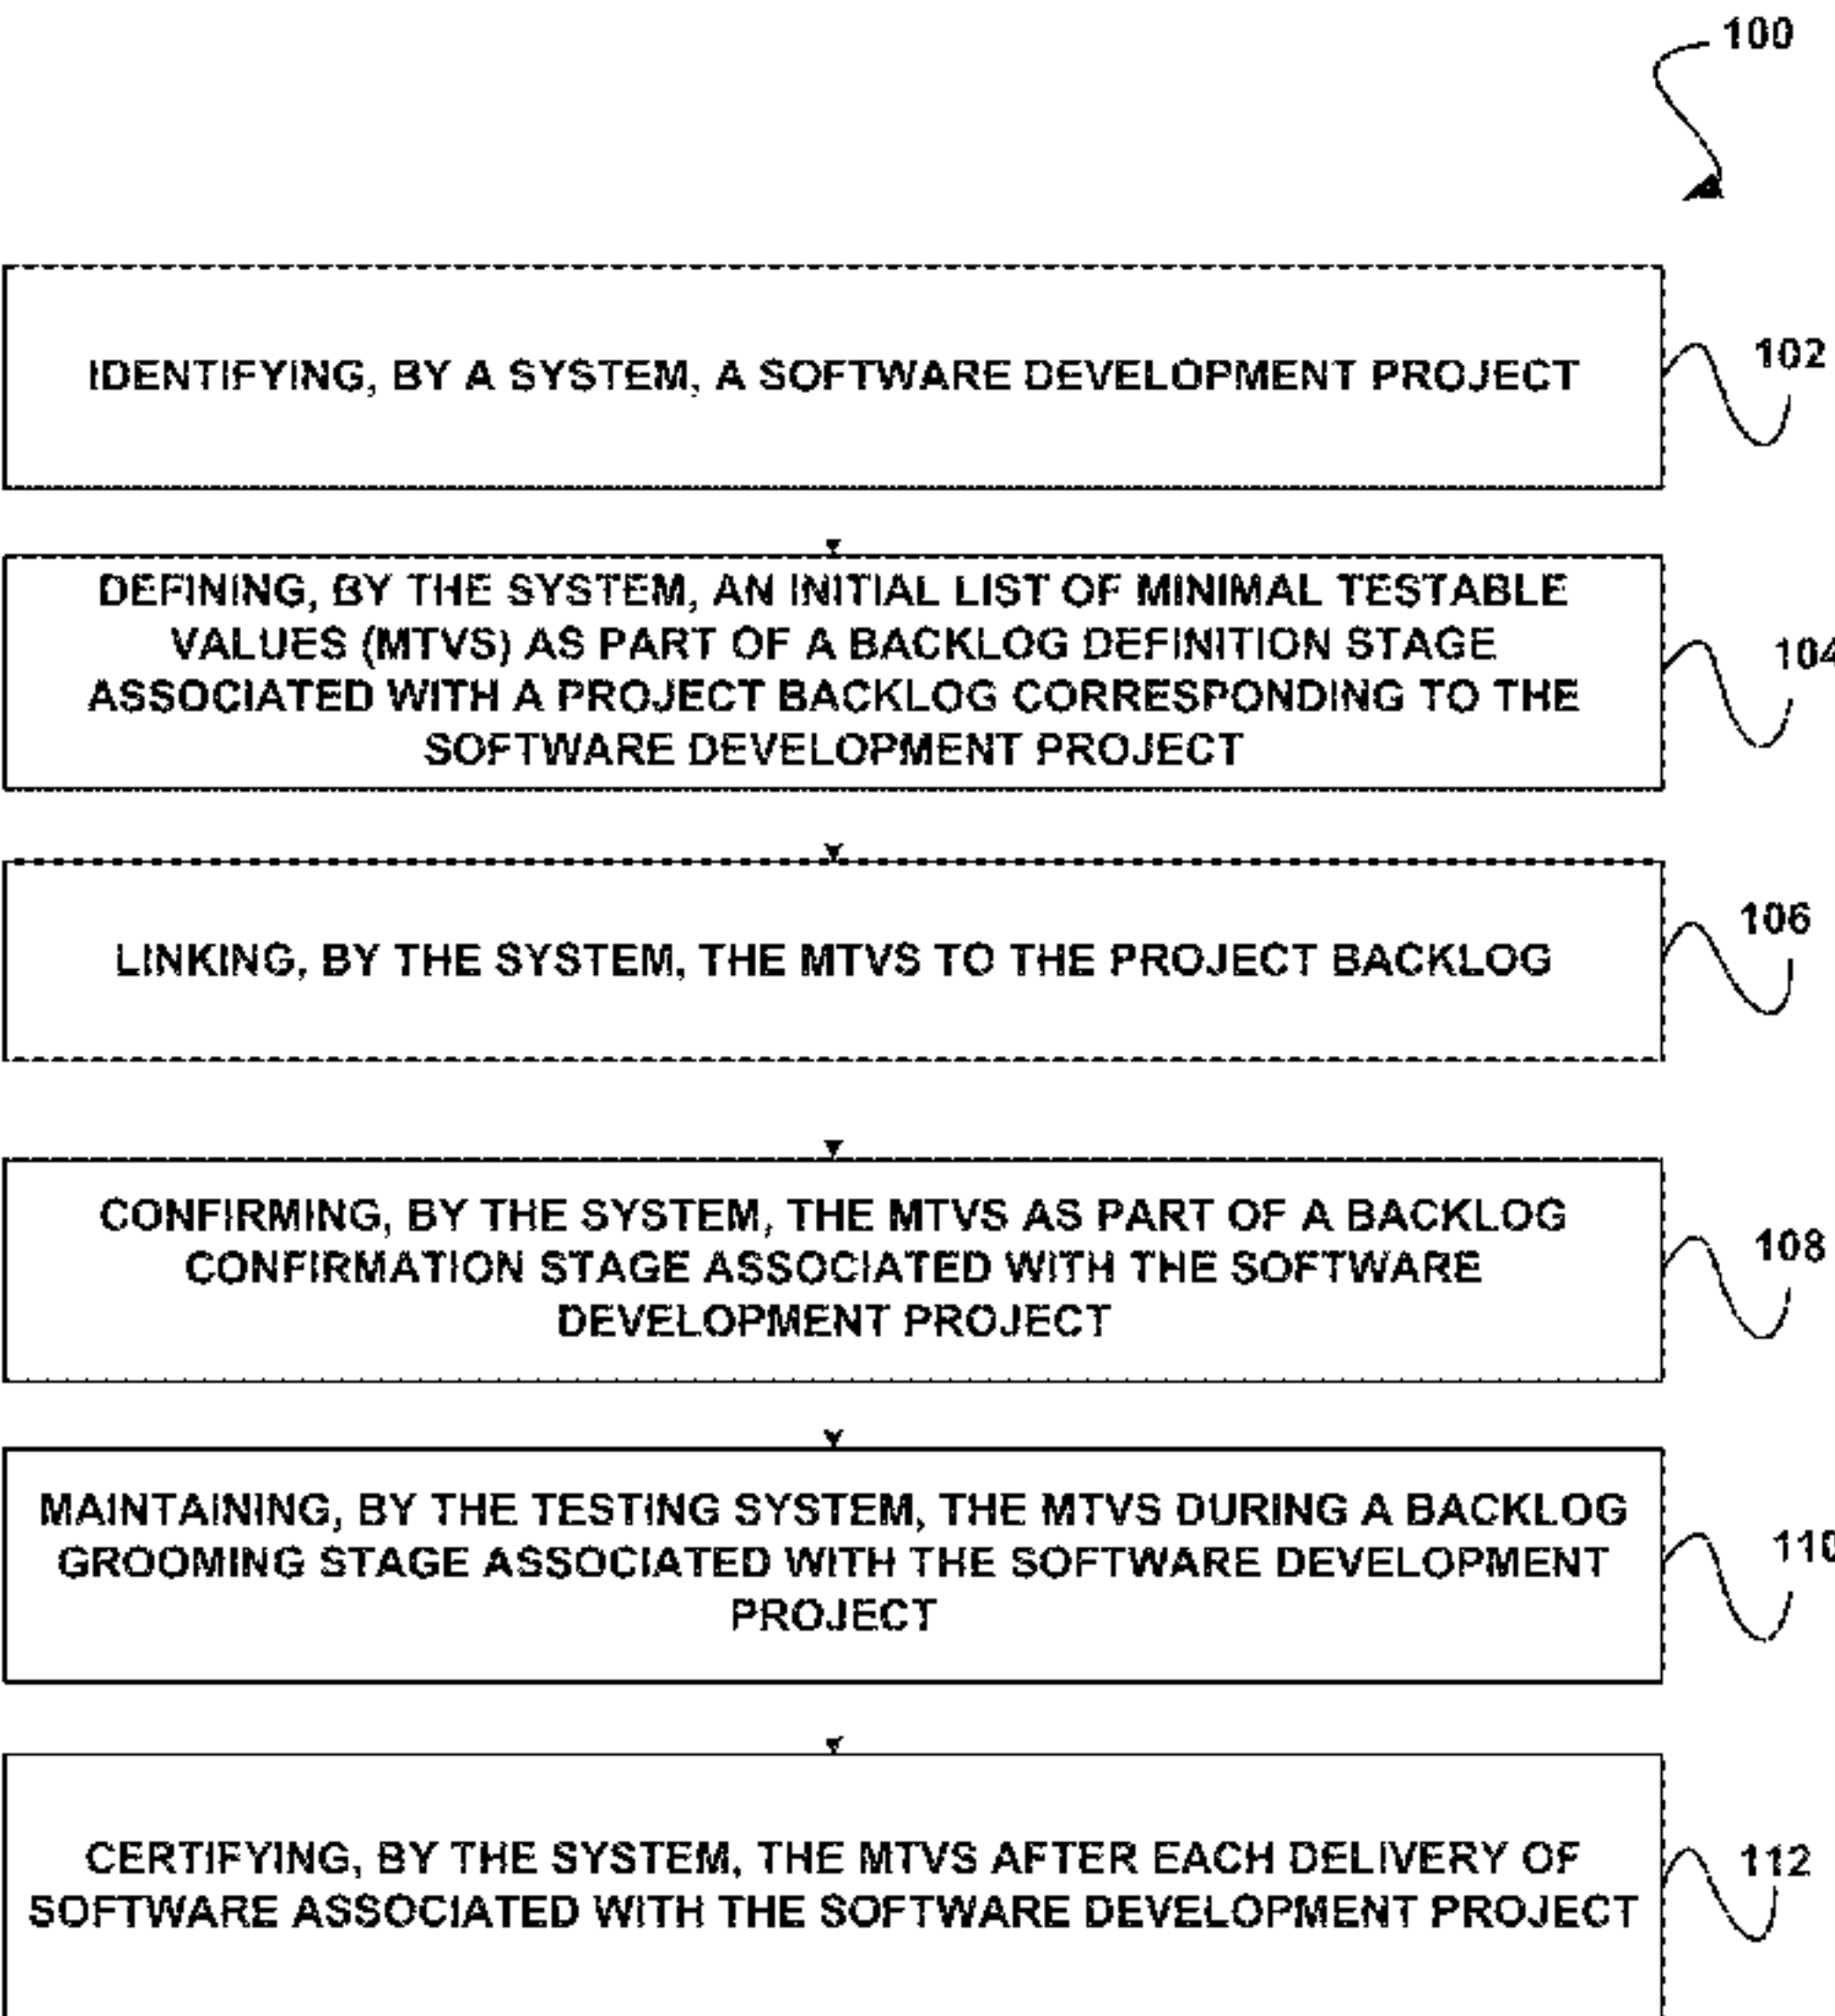 100
IDENTIFYING, BY A SYSTEM, A SOFTWARE DEVELOPMENT PROJECT
102
DEFINING, BY THE SYSTEM, AN INITIAL LIST OF MINIMAL TESTABLE
VALUES (MTVS) AS PART OF A BACKLOG DEFINITION STAGE
104
ASSOCIATED WITH A PROJECT BACKLOG CORRESPONDING TO THE
SOFTWARE DEVELOPMENT PROJECT
106
LINKING, BY THE SYSTEM, THE MTVS TO THE PROJECT BACKLOG
CONFIRMING, BY THE SYSTEM, THE MTVS AS PART OF A BACKLOG
CONFIRMATION STAGE ASSOCIATED WITH THE SOFTWARE
DEVELOPMENT PROJECT
108
MAINTAINING, BY THE TESTING SYSTEM, THE MTVS DURING A BACKLOG
GROOMING STAGE ASSOCIATED WITH THE SOFTWARE DEVELOPMENT
PROJECT
110
CERTIFYING, BY THE SYSTEM, THE MTVS AFTER EACH DELIVERY OF
SOFTWARE ASSOCIATED WITH THE SOFTWARE DEVELOPMENT PROJECT
112